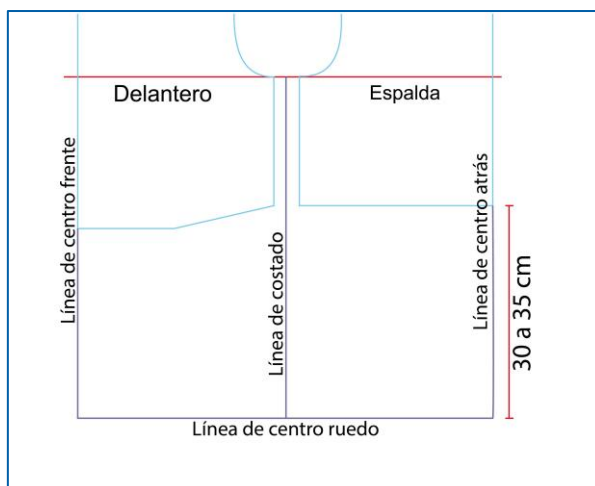 Delantero
Espalda
Línea de centro frente
Línea de costado
Línea de centro atrás
30 a 35 cm
Línea de centro ruedo